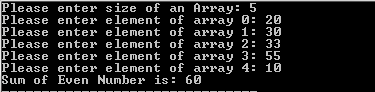 Please enter size of an Array: 5
Please enter element of array 0: 20
Please enter element of array 1: 30
Please enter element of array 2: 33
Please enter element of array 3: 55
Please enter element of array 4: 10
Sum of Even Number is: 60